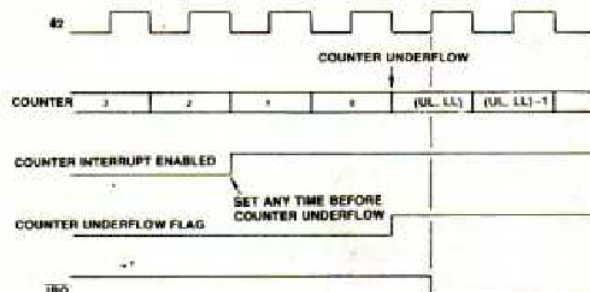 φ2
COUNTER UNDERFLOW
COUNTER 3 2 1 0 (UL, LL) (UL, LL) -1
COUNTER INTERRUPT ENABLED
SET ANY TIME BEFORE
COUNTER UNDERFLOW
COUNTER UNDERFLOW FLAG
IRQ